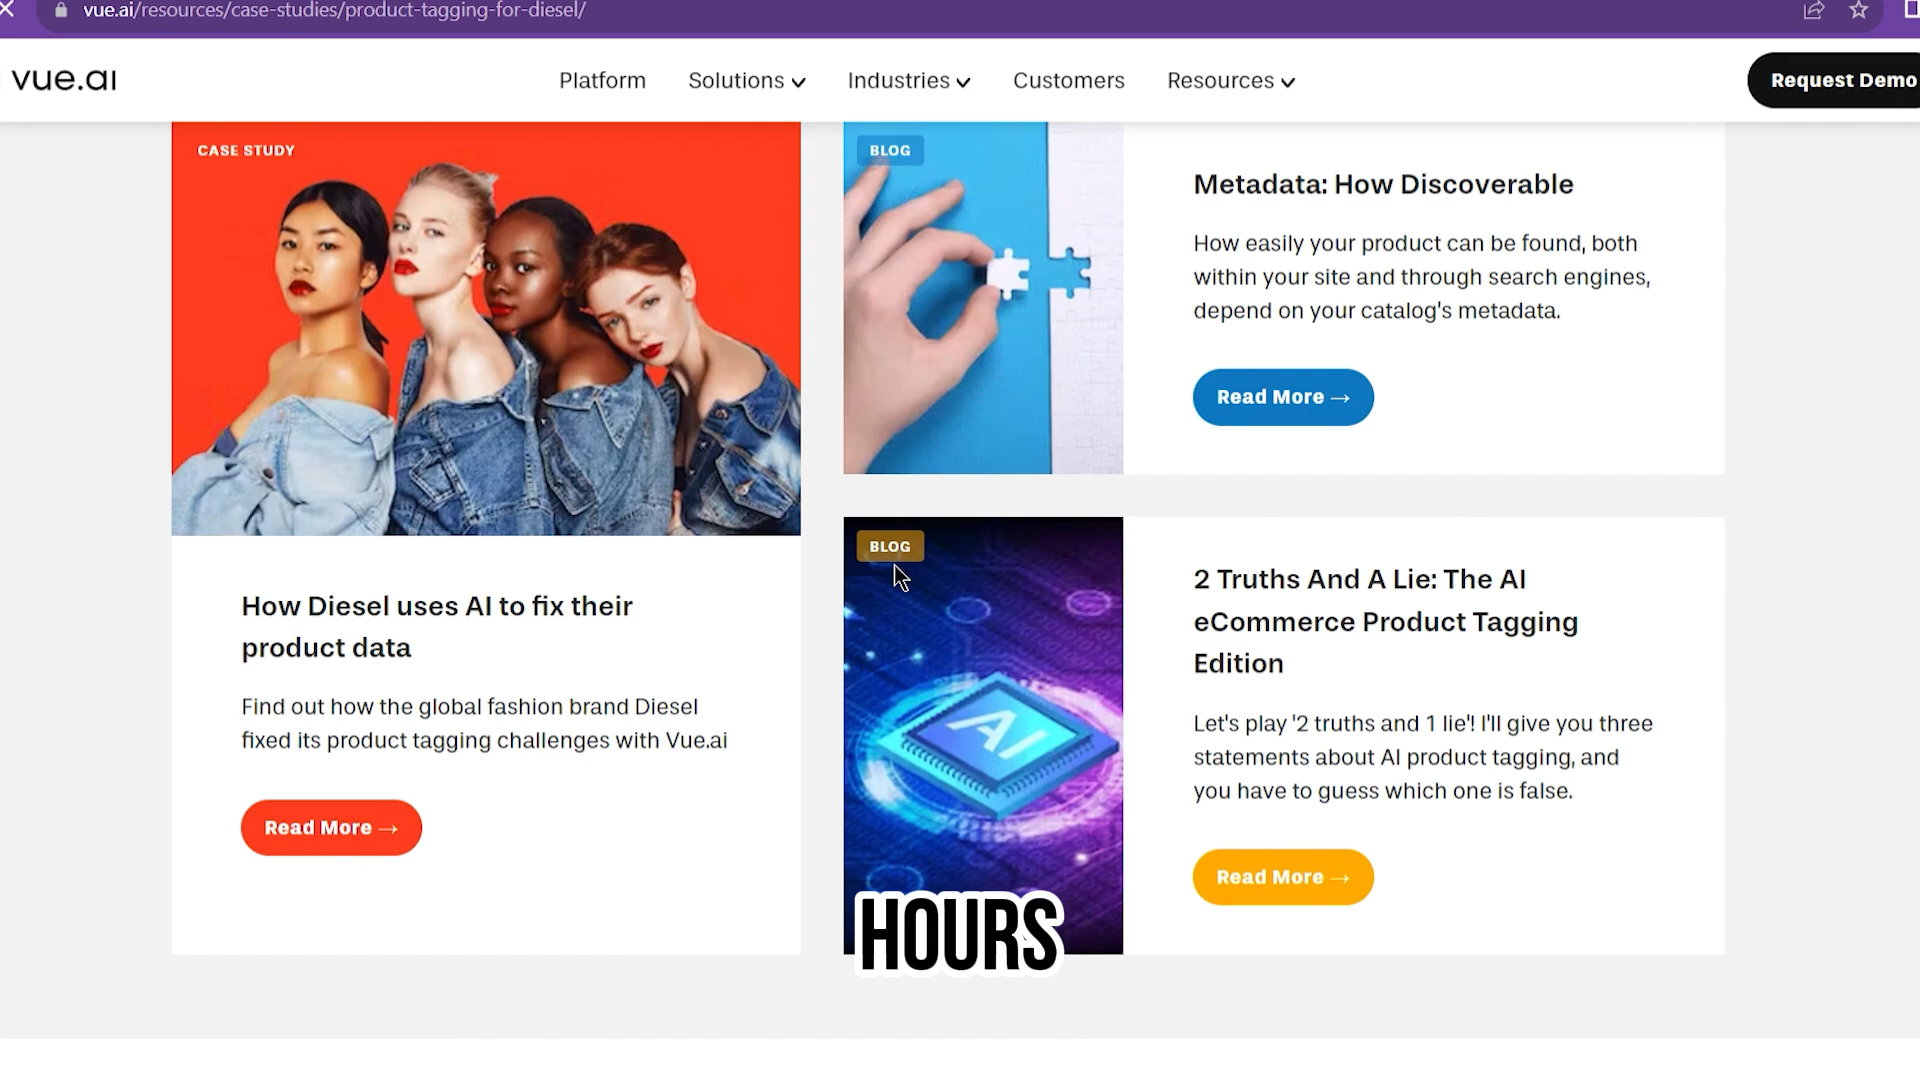 vue.ai/resources/case-studies/product-tagging-for-diesel/
vue.ai
Platform
Solutions
Industries
Customers
Resources
Request Demo
CASE STUDY
How Diesel uses AI to fix their
product data
Find out how the global fashion brand Diesel
fixed its product tagging challenges with Vue.ai
Read More →
BLOG
Metadata: How Discoverable
How easily your product can be found, both
within your site and through search engines,
depend on your catalog's metadata.
Read More →
BLOG
AI
2 Truths And A Lie: The AI
eCommerce Product Tagging
Edition
Let's play '2 truths and 1 lie'! I'll give you three
statements about AI product tagging, and
you have to guess which one is false.
Read More →
HOURS